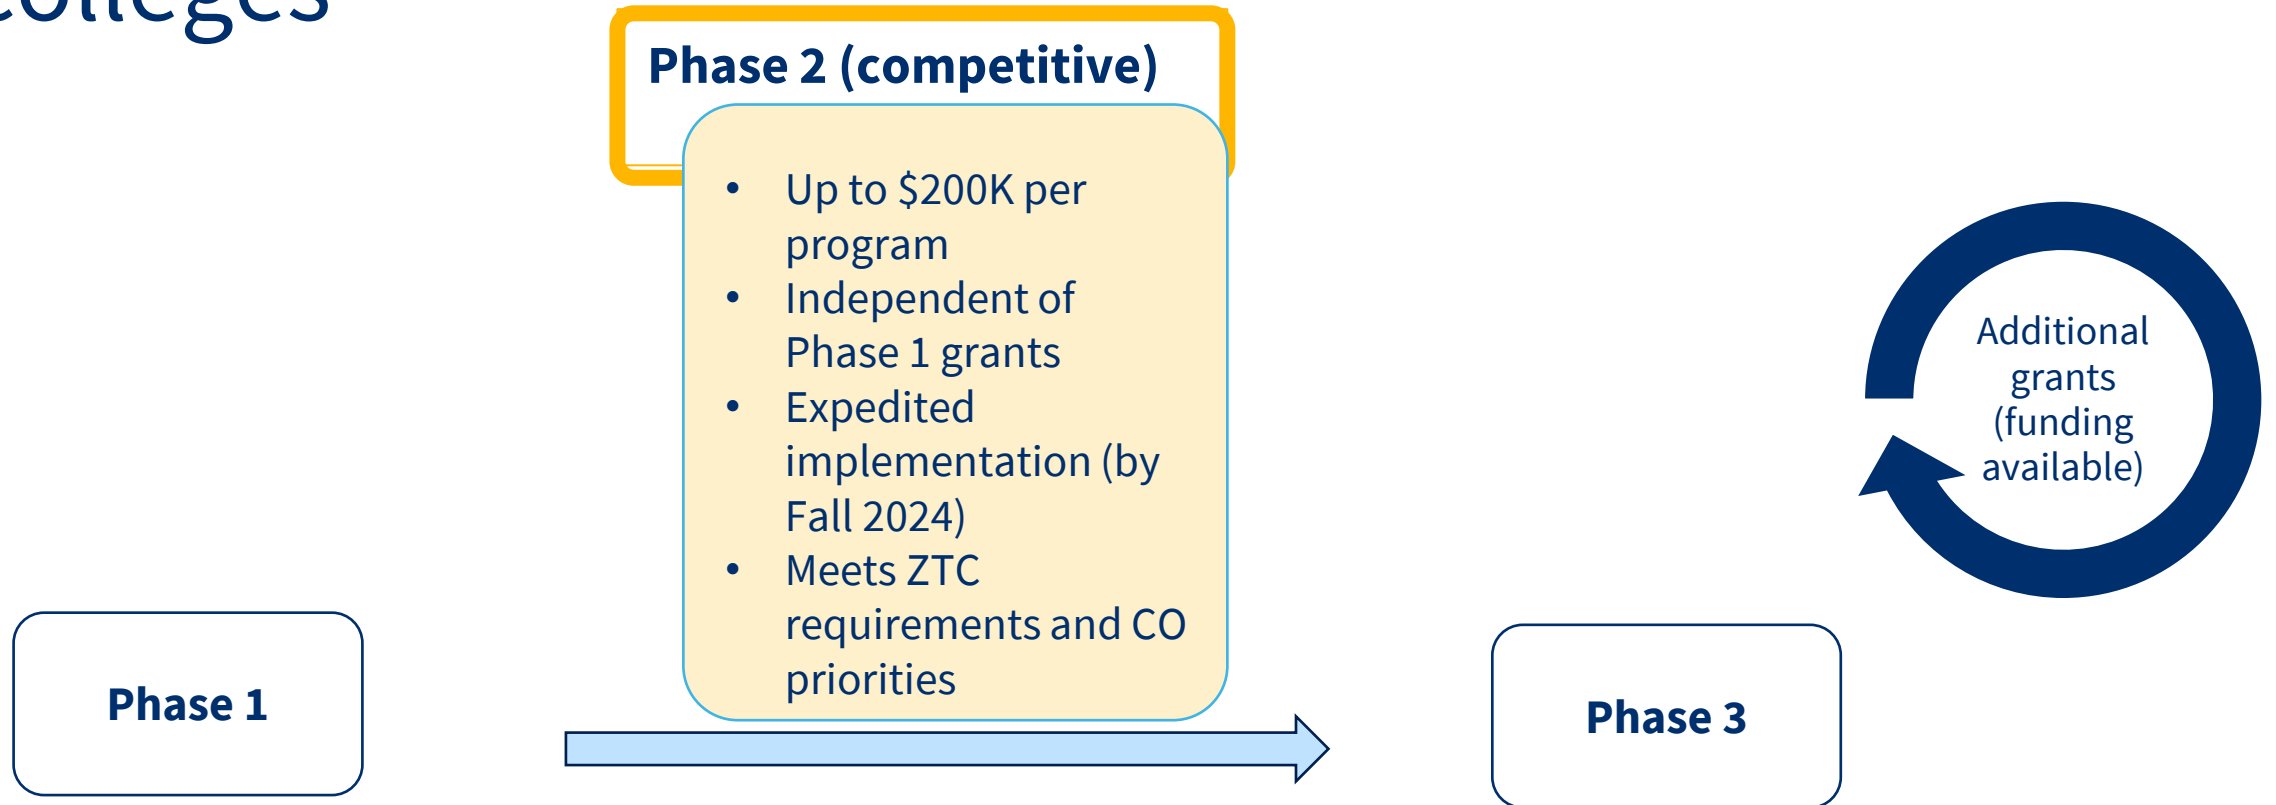 colleges
Phase 2 (competitive)
• Up to $200K per
program
• Independent of
Phase 1 grants
• Expedited
implementation (by
Fall 2024)
• Meets ZTC
requirements and CO
priorities
Additional
grants
(funding
available)
Phase 1
Phase 3